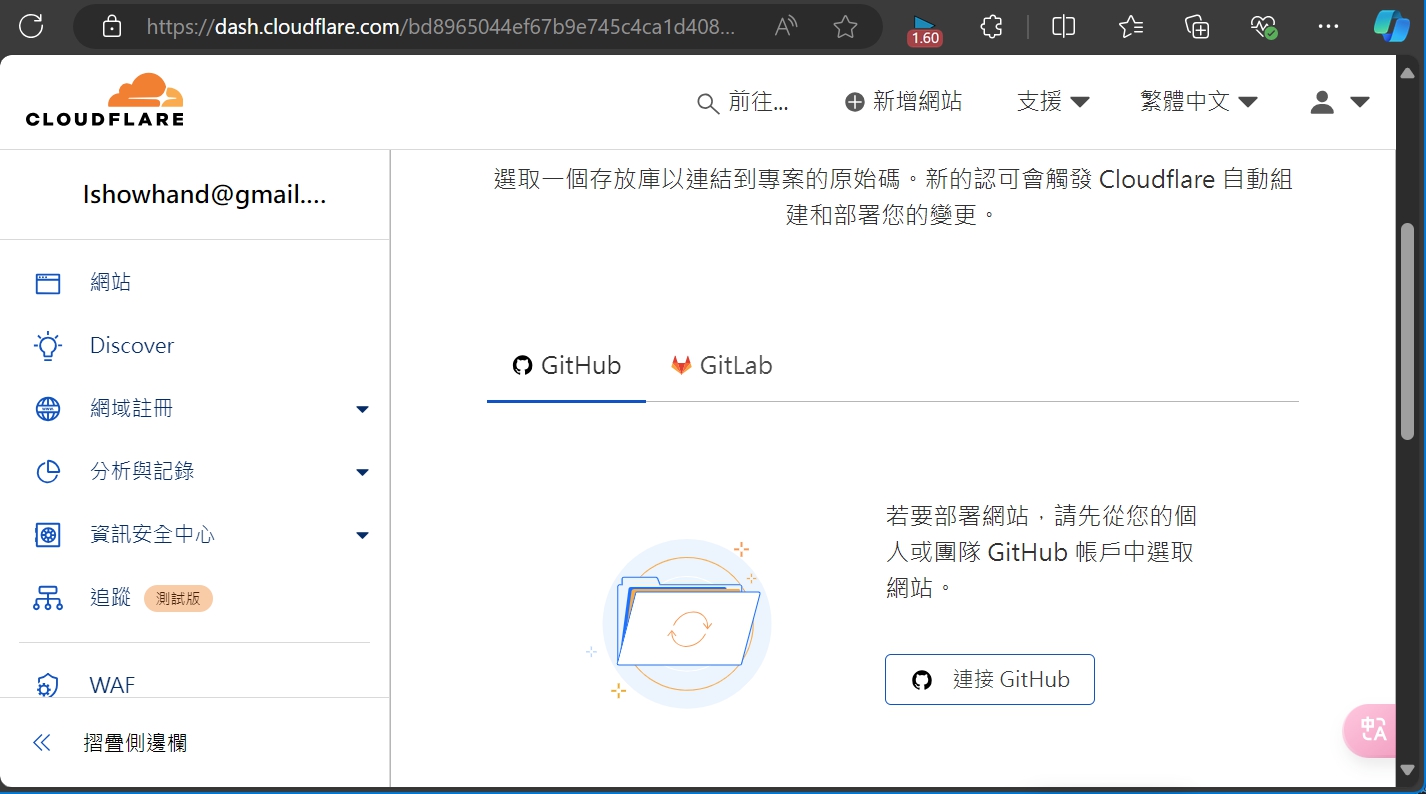 https://dash.cloudflare.com/bd8965044ef67b9e745c4ca1d408...
1.60
CLOUDFLARE
前往...
新增網站
支援
繁體中文
Ishowhand@gmail....
網站
Discover
網域註冊
分析與記錄
資訊安全中心
追蹤 測試版
WAF
摺疊側邊欄
選取一個存放庫以連結到專案的原始碼。新的認可會觸發 Cloudflare 自動組
建和部署您的變更。
GitHub
GitLab
若要部署網站，請先從您的個
人或團隊 GitHub 帳戶中選取
網站。
連接 GitHub